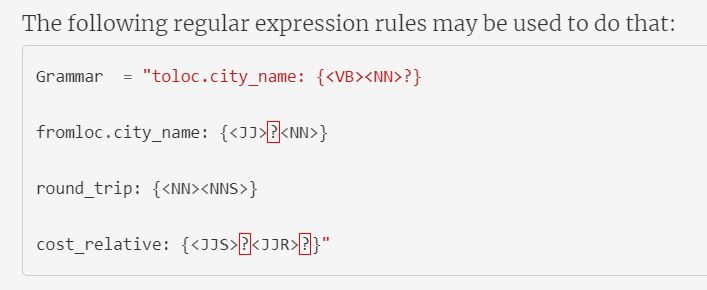 The following regular expression rules may be used to do that:
Grammar  = "toloc.city_name: {<VB><NN>?}
fromloc.city_name: {<JJ>?<NN>}
round_trip: {<NN><NNS>}
cost_relative: {<JJS>?<JJR>?}"